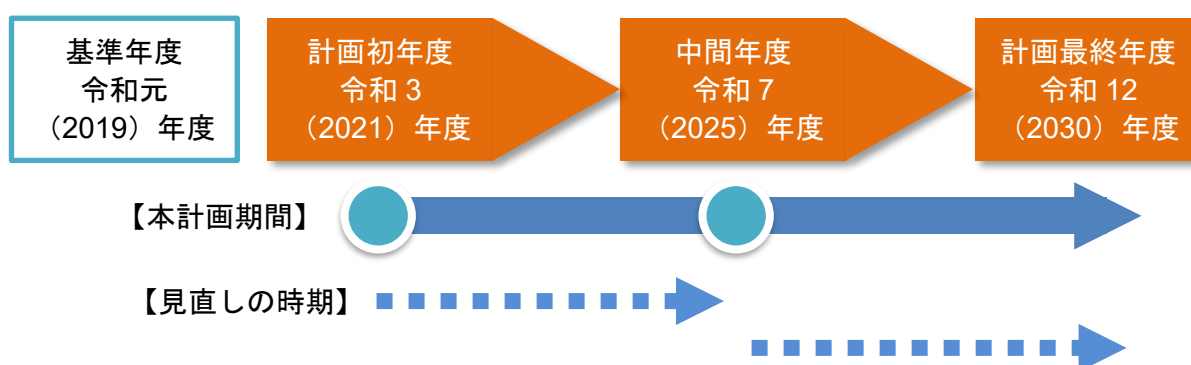 基準年度
令和元
（2019）年度
計画初年度
令和 3
（2021）年度
中間年度
令和 7
（2025）年度
計画最終年度
令和 12
（2030）年度
【本計画期間】
【見直しの時期】